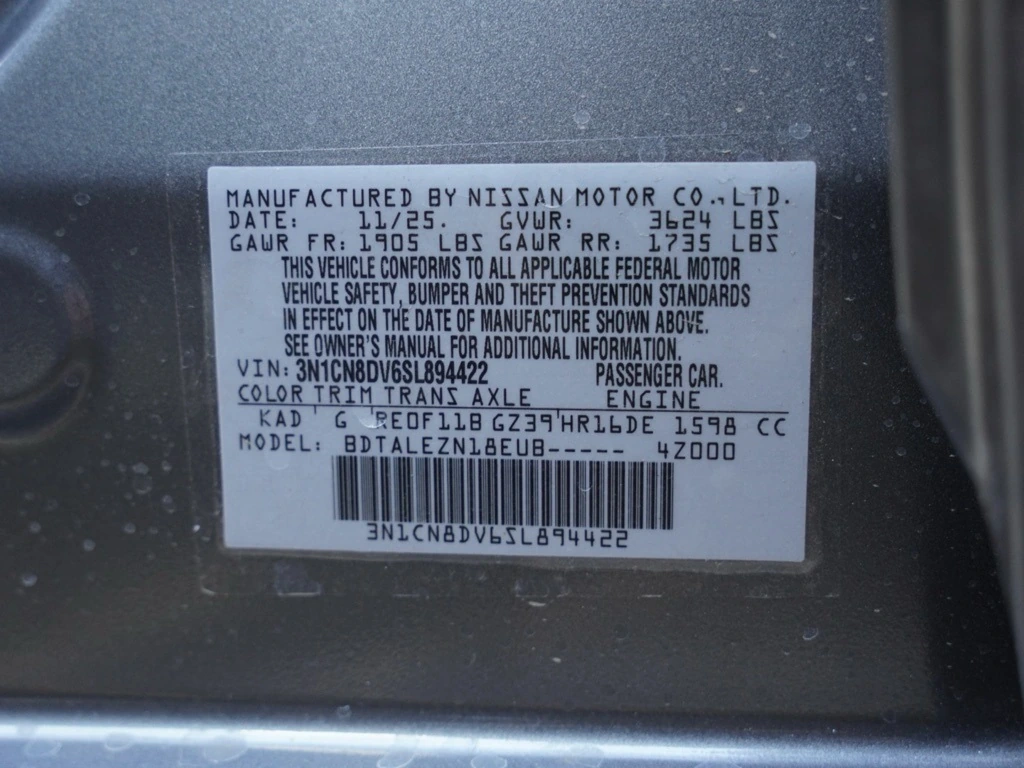 MANUFACTURED BY NISSAN MOTOR CO., LTD.
DATE: 11/25. GVWR: 3624 LBS
GAWR FR: 1905 LBS GAWR RR: 1735 LBS
THIS VEHICLE CONFORMS TO ALL APPLICABLE FEDERAL MOTOR
VEHICLE SAFETY, BUMPER AND THEFT PREVENTION STANDARDS
IN EFFECT ON THE DATE OF MANUFACTURE SHOWN ABOVE.
SEE OWNER'S MANUAL FOR ADDITIONAL INFORMATION.
VIN: 3N1CN8DV6SL894422 PASSENGER CAR.
COLOR TRIM TRANS AXLE ENGINE
KAD G RE0F11B GZ39 HR16DE 1598 CC
MODEL: BDTALEZN18EUB----- 4Z000
3N1CN8DV6SL894422